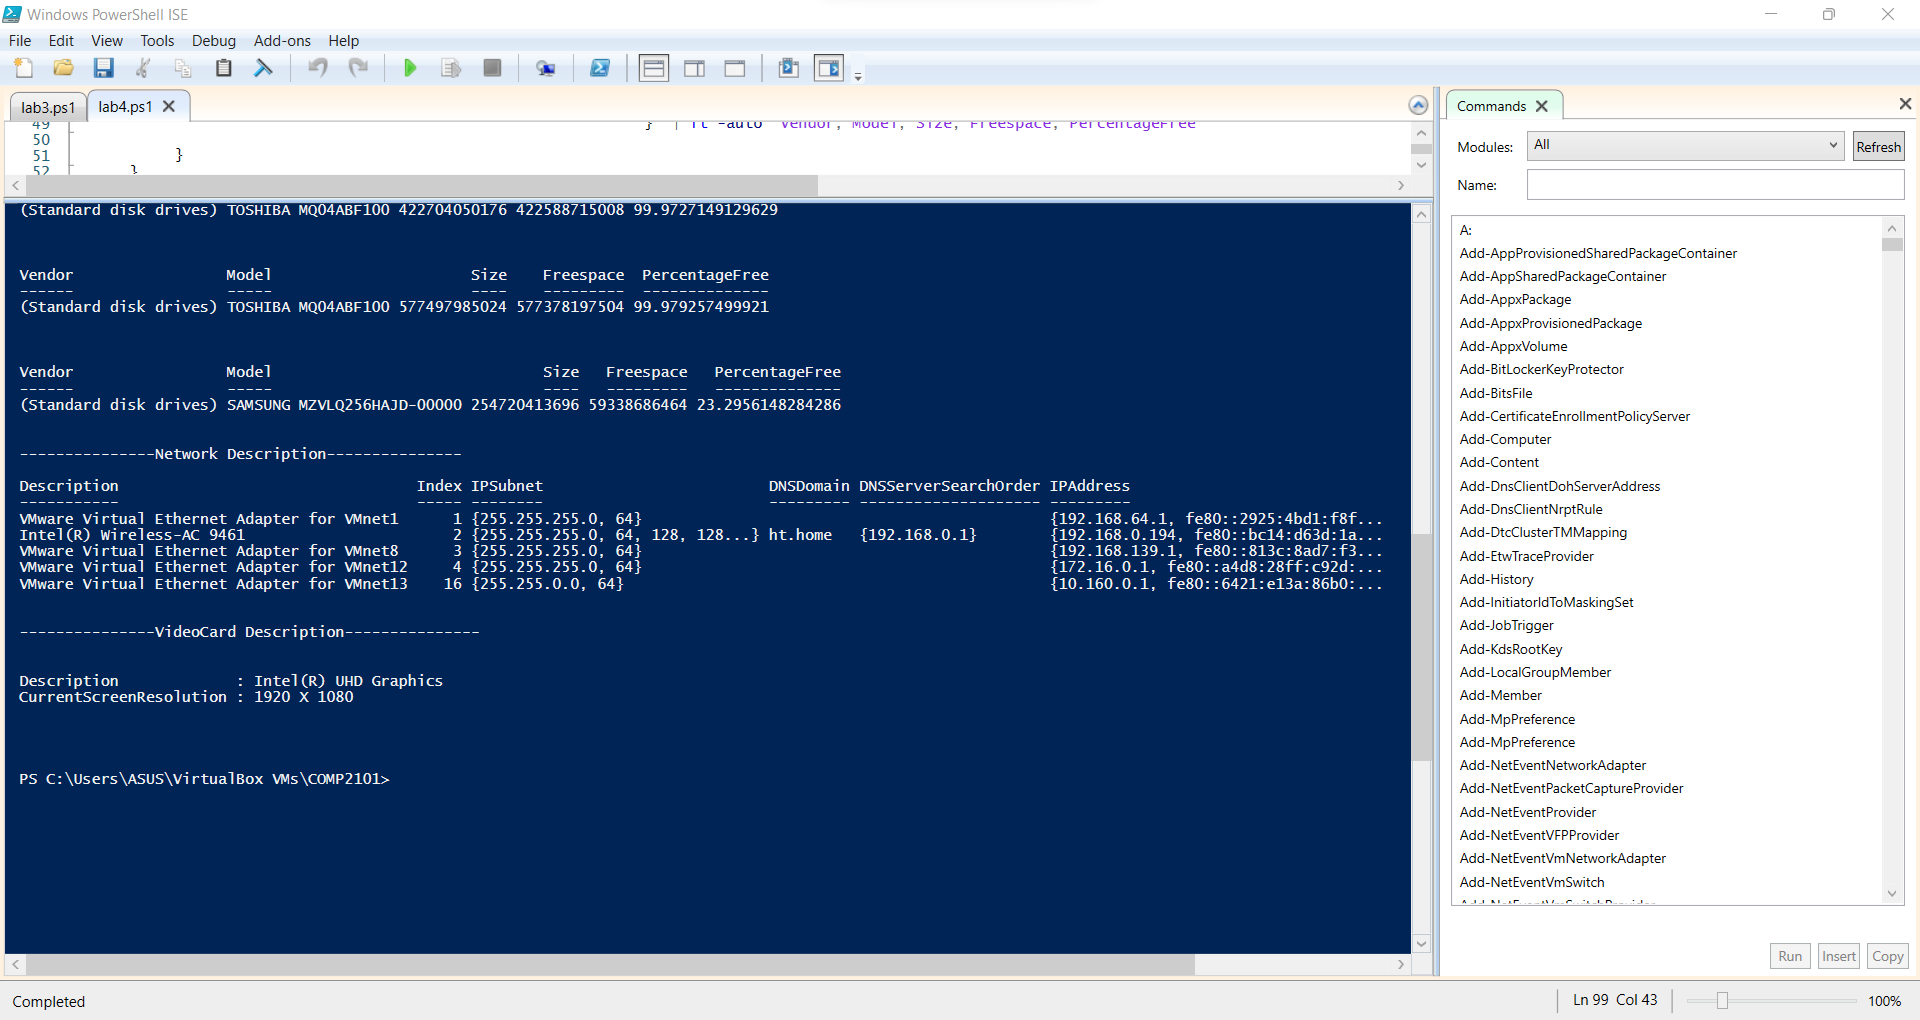 Windows PowerShell ISE
File Edit View Tools Debug Add-ons Help
lab3.ps1 lab4.ps1
49 } | ft -auto Vendor, Model, Size, Freespace, PercentageFree
50
51 }
52 }
(Standard disk drives) TOSHIBA MQ04ABF100 422704050176 422588715008 99.9727149129629
Vendor Model Size Freespace PercentageFree
------ ----- ---- --------- --------------
(Standard disk drives) TOSHIBA MQ04ABF100 577497985024 577378197504 99.979257499921
Vendor Model Size Freespace PercentageFree
------ ----- ---- --------- --------------
(Standard disk drives) SAMSUNG MZVLQ256HAJD-00000 254720413696 59338686464 23.2956148284286
---------------Network Description---------------
Description Index IPSubnet DNSDomain DNSServerSearchOrder IPAddress
----------- ----- -------- --------- -------------------- ---------
VMware Virtual Ethernet Adapter for VMnet1 1 {255.255.255.0, 64} {192.168.64.1, fe80::2925:4bd1:f8f...
Intel(R) Wireless-AC 9461 2 {255.255.255.0, 64, 128, 128...} ht.home {192.168.0.1} {192.168.0.194, fe80::bc14:d63d:1a...
VMware Virtual Ethernet Adapter for VMnet8 3 {255.255.255.0, 64} {192.168.139.1, fe80::813c:8ad7:f3...
VMware Virtual Ethernet Adapter for VMnet12 4 {255.255.255.0, 64} {172.16.0.1, fe80::a4d8:28ff:c92d:...
VMware Virtual Ethernet Adapter for VMnet13 16 {255.255.0.0, 64} {10.160.0.1, fe80::6421:e13a:86b0:...
---------------VideoCard Description---------------
Description : Intel(R) UHD Graphics
CurrentScreenResolution : 1920 X 1080
PS C:\Users\ASUS\VirtualBox VMs\COMP2101>
Commands
Modules: All Refresh
Name:
A:
Add-AppProvisionedSharedPackageContainer
Add-AppSharedPackageContainer
Add-AppxPackage
Add-AppxProvisionedPackage
Add-AppxVolume
Add-BitLockerKeyProtector
Add-BitsFile
Add-CertificateEnrollmentPolicyServer
Add-Computer
Add-Content
Add-DnsClientDohServerAddress
Add-DnsClientNrptRule
Add-DtcClusterTMMapping
Add-EtwTraceProvider
Add-History
Add-InitiatorIdToMaskingSet
Add-JobTrigger
Add-KdsRootKey
Add-LocalGroupMember
Add-Member
Add-MpPreference
Add-MpPreference
Add-NetEventNetworkAdapter
Add-NetEventPacketCaptureProvider
Add-NetEventProvider
Add-NetEventVFPProvider
Add-NetEventVmNetworkAdapter
Add-NetEventVmSwitch
Add-NetEventVmSwitchProvider
Run Insert Copy
Completed
Ln 99 Col 43
100%